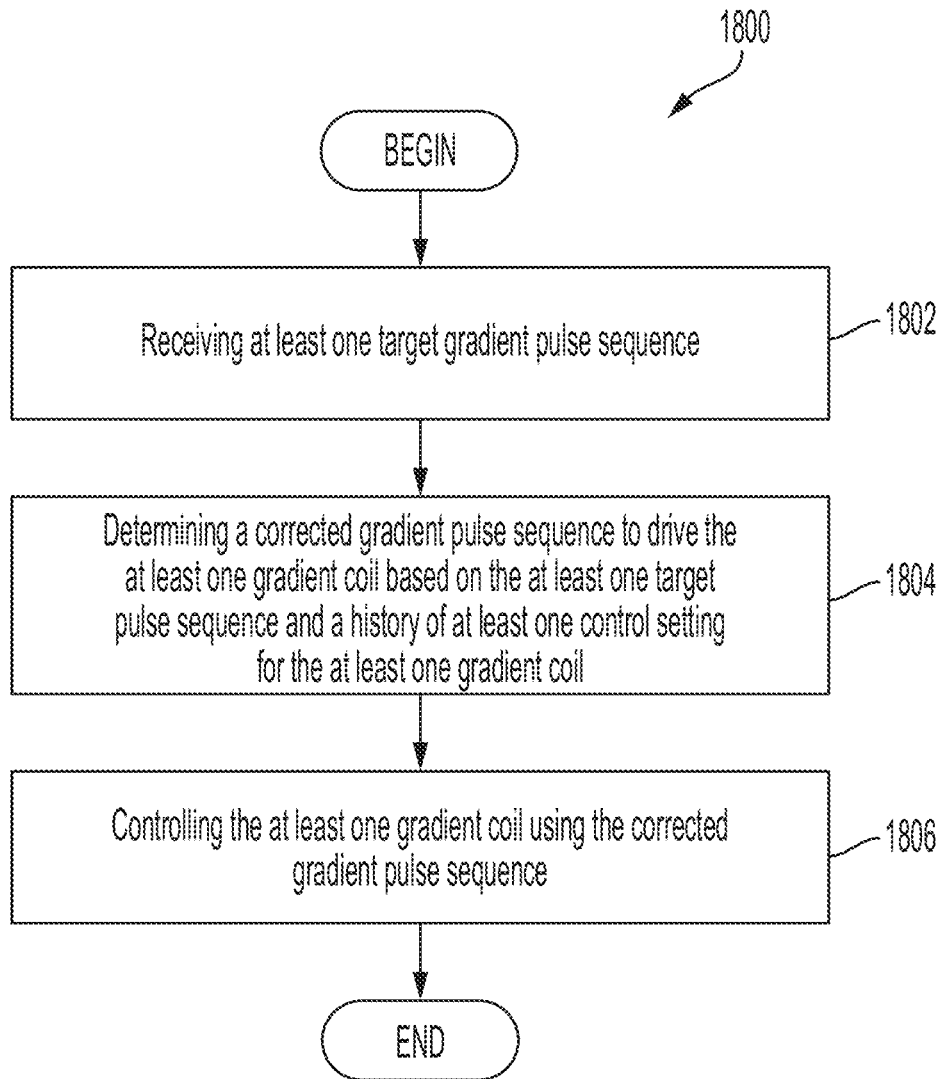 1800
BEGIN
Receiving at least one target gradient pulse sequence
1802
Determining a corrected gradient pulse sequence to drive the
at least one gradient coil based on the at least one target
pulse sequence and a history of at least one control setting
for the at least one gradient coil
1804
Controlling the at least one gradient coil using the corrected
gradient pulse sequence
1806
END